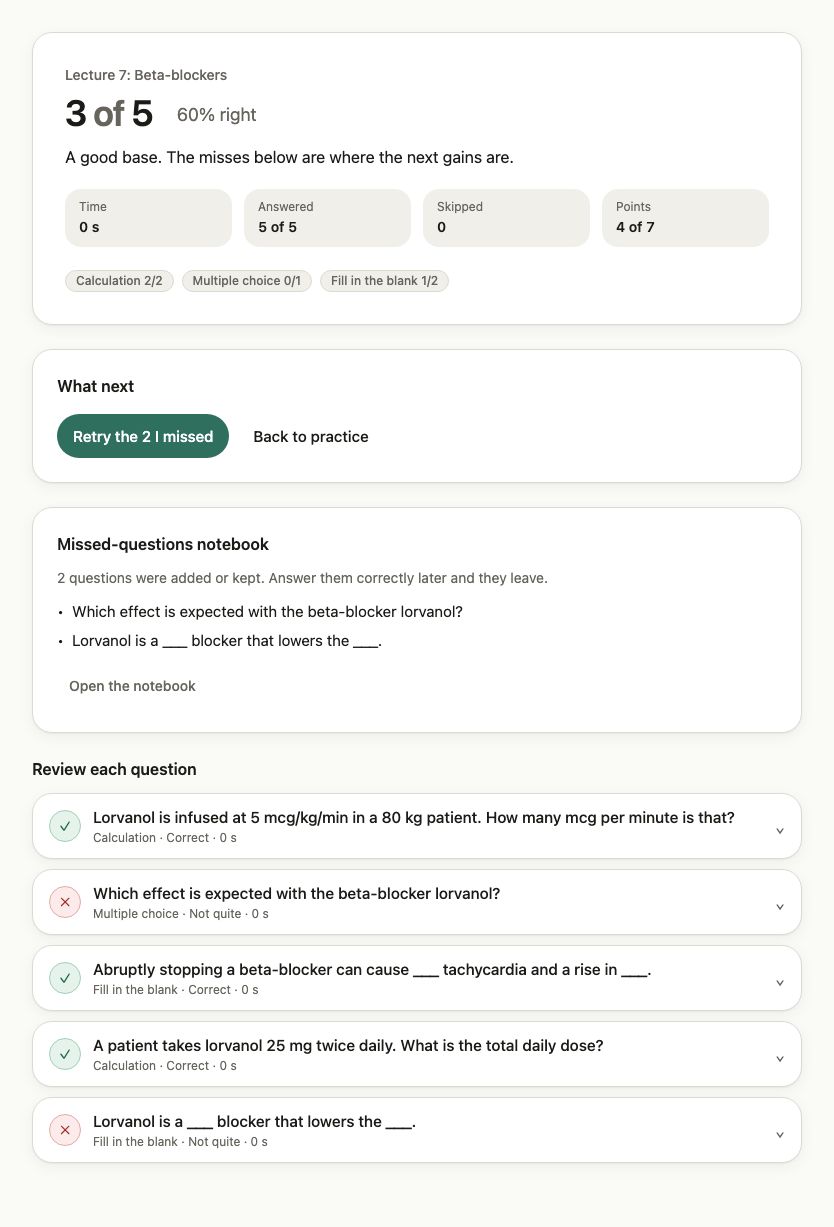 Lecture 7: Beta-blockers
3 of 5 60% right
A good base. The misses below are where the next gains are.
Time
0 s
Answered
5 of 5
Skipped
0
Points
4 of 7
Calculation 2/2
Multiple choice 0/1
Fill in the blank 1/2
What next
Retry the 2 I missed
Back to practice
Missed-questions notebook
2 questions were added or kept. Answer them correctly later and they leave.
• Which effect is expected with the beta-blocker lorvanol?
• Lorvanol is a ___ blocker that lowers the ___.
Open the notebook
Review each question
Lorvanol is infused at 5 mcg/kg/min in a 80 kg patient. How many mcg per minute is that?
Calculation · Correct · 0 s
Which effect is expected with the beta-blocker lorvanol?
Multiple choice · Not quite · 0 s
Abruptly stopping a beta-blocker can cause ___ tachycardia and a rise in ___.
Fill in the blank · Correct · 0 s
A patient takes lorvanol 25 mg twice daily. What is the total daily dose?
Calculation · Correct · 0 s
Lorvanol is a ___ blocker that lowers the ___.
Fill in the blank · Not quite · 0 s